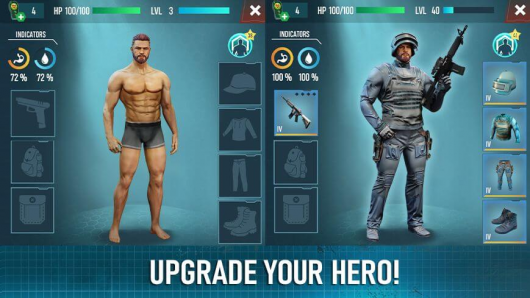 4 HP 100/100 LVL 3
INDICATORS
72 % 72 %
4 HP 100/100 LVL 40
INDICATORS
100 % 100 %
IV
IV
IV
IV
IV
UPGRADE YOUR HERO!